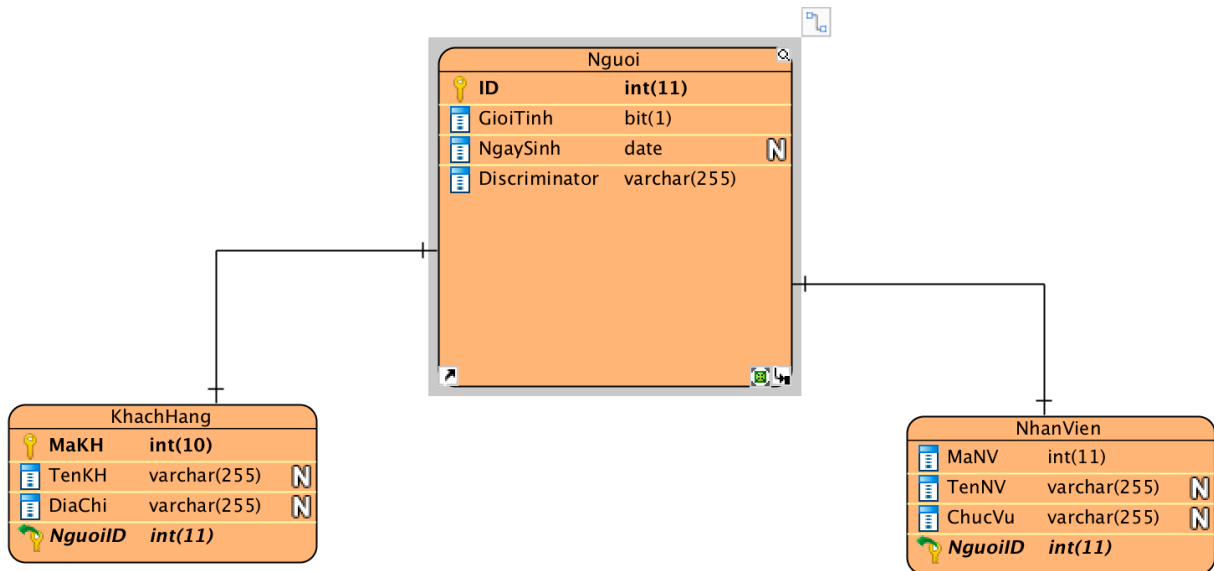 Nguoi
ID int(11)
GioiTinh bit(1)
NgaySinh date N
Discriminator varchar(255)
KhachHang
MaKH int(10)
TenKH varchar(255) N
DiaChi varchar(255) N
NguoiID int(11)
NhanVien
MaNV int(11)
TenNV varchar(255) N
ChucVu varchar(255) N
NguoiID int(11)